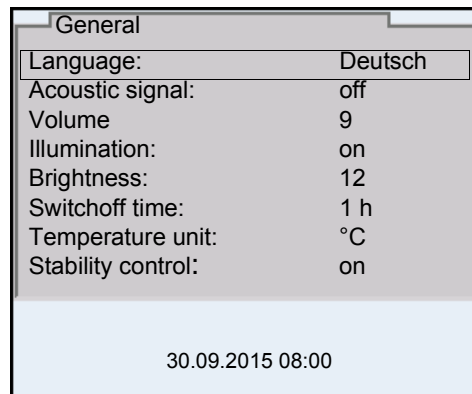 General
Language: Deutsch
Acoustic signal: off
Volume 9
Illumination: on
Brightness: 12
Switchoff time: 1 h
Temperature unit: °C
Stability control: on
30.09.2015 08:00